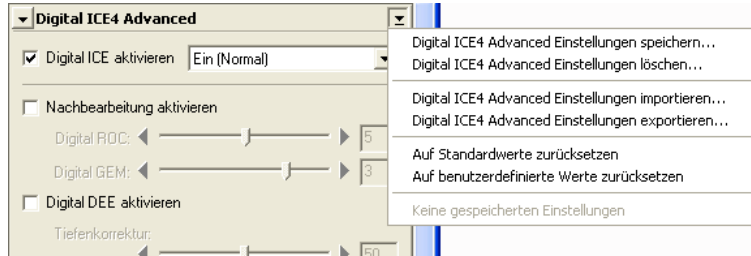 Digital ICE4 Advanced
Digital ICE aktivieren Ein (Normal)
Nachbearbeitung aktivieren
Digital ROC: 5
Digital GEM: 3
Digital DEE aktivieren
Tiefenkorrektur:
50
Digital ICE4 Advanced Einstellungen speichern...
Digital ICE4 Advanced Einstellungen löschen...
Digital ICE4 Advanced Einstellungen importieren...
Digital ICE4 Advanced Einstellungen exportieren...
Auf Standardwerte zurücksetzen
Auf benutzerdefinierte Werte zurücksetzen
Keine gespeicherten Einstellungen